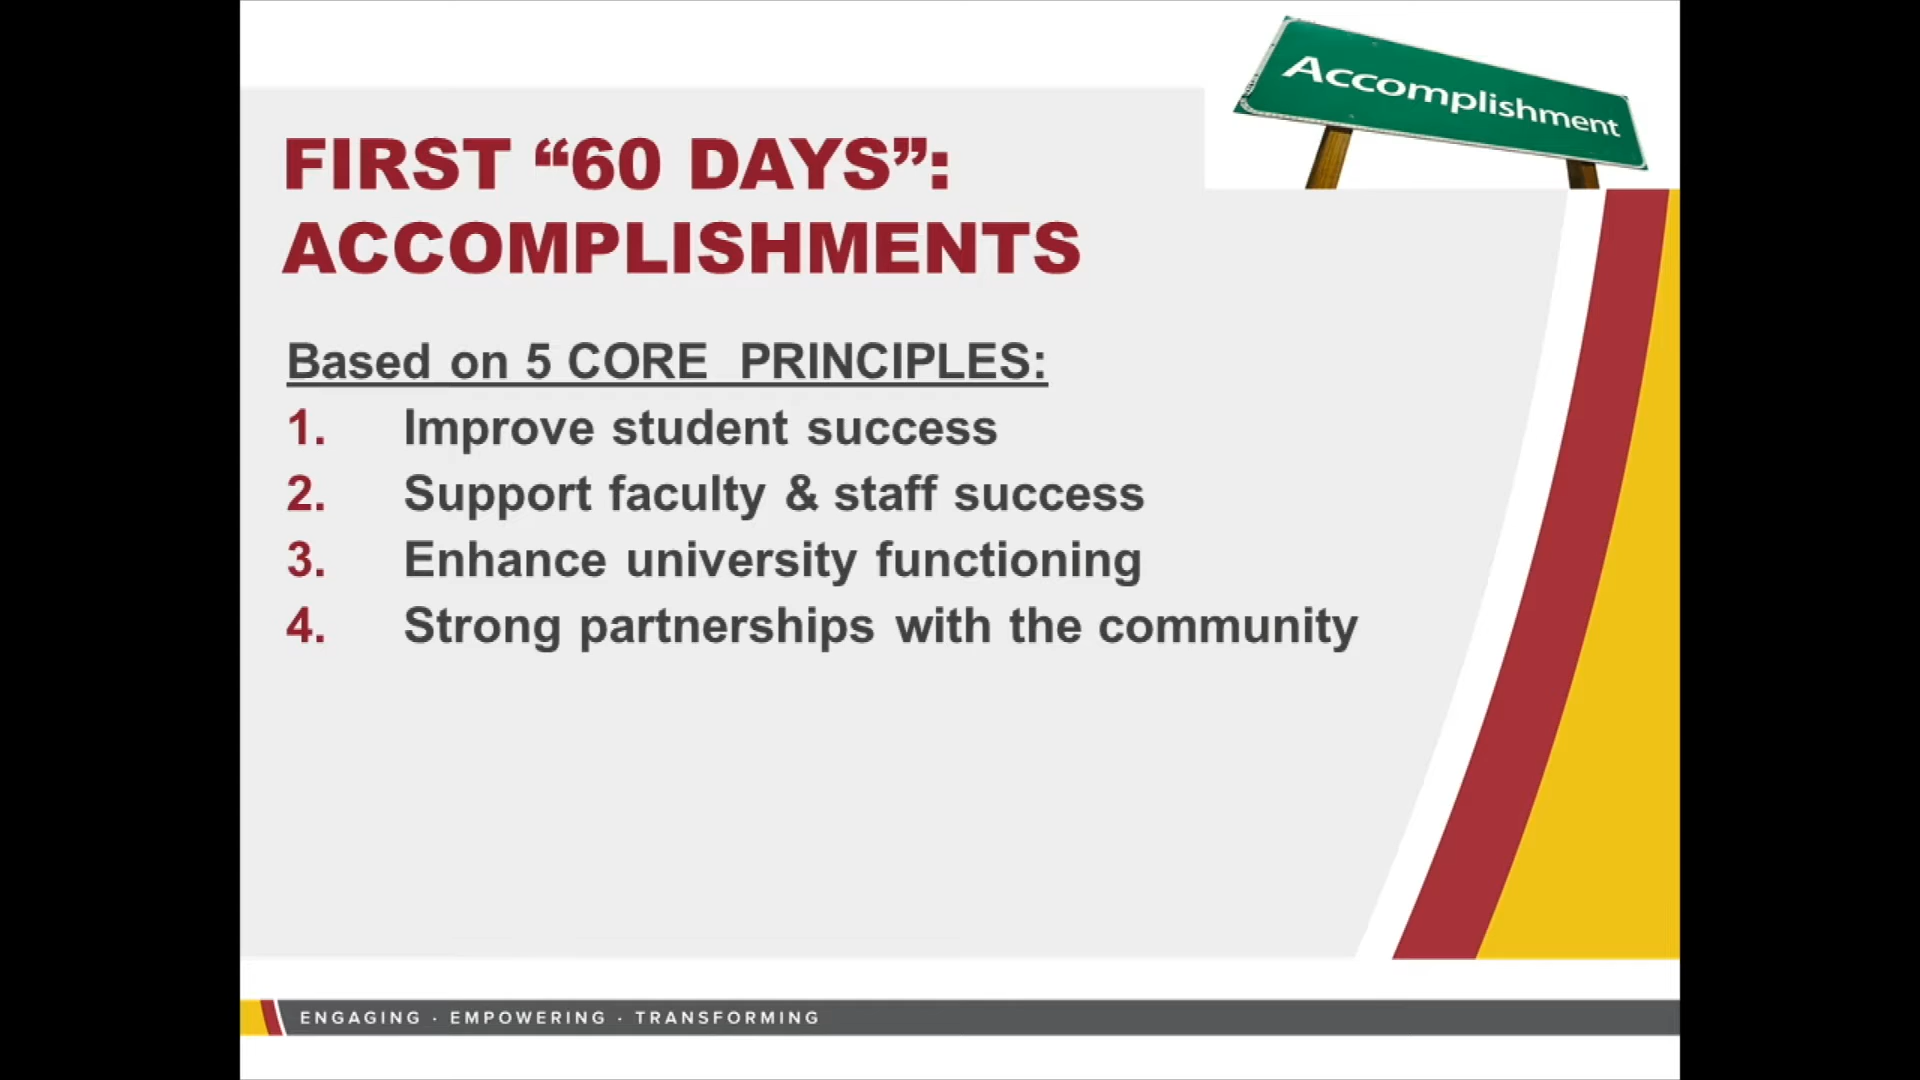 Accomplishment
FIRST “60 DAYS”:
ACCOMPLISHMENTS
Based on 5 CORE PRINCIPLES:
1. Improve student success
2. Support faculty & staff success
3. Enhance university functioning
4. Strong partnerships with the community
ENGAGING · EMPOWERING · TRANSFORMING